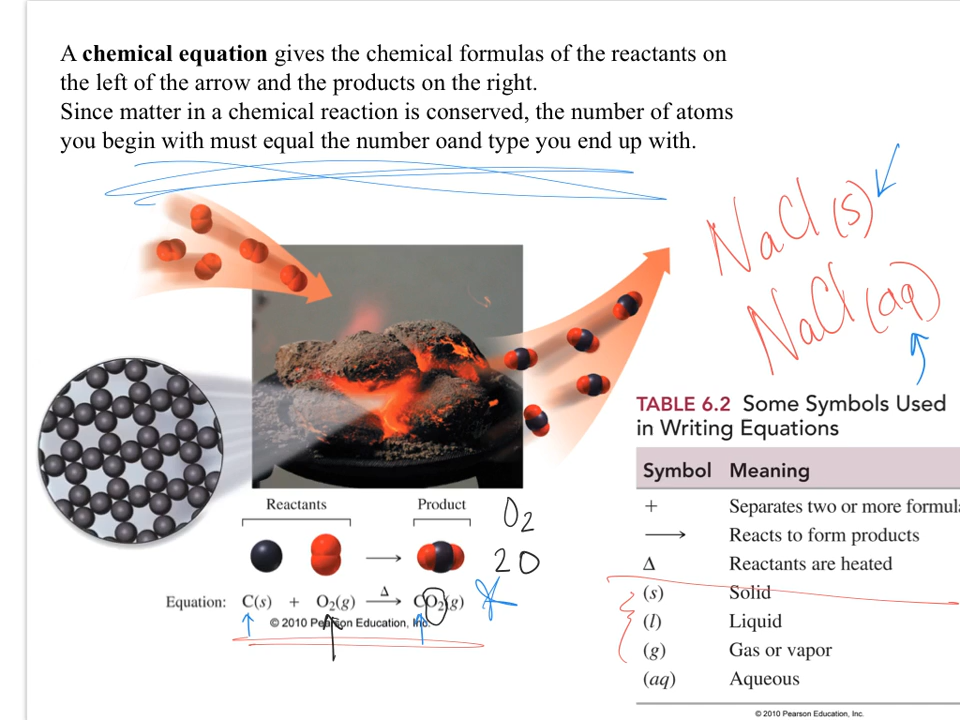 A chemical equation gives the chemical formulas of the reactants on
the left of the arrow and the products on the right.
Since matter in a chemical reaction is conserved, the number of atoms
you begin with must equal the number oand type you end up with.
NaCl (s)
NaCl (aq)
TABLE 6.2 Some Symbols Used
in Writing Equations
Symbol Meaning
+ Separates two or more formula
⟶ Reacts to form products
Δ Reactants are heated
(s) Solid
(l) Liquid
(g) Gas or vapor
(aq) Aqueous
© 2010 Pearson Education, Inc.
Reactants Product
O2
20
Equation: C(s) + O2(g) Δ⟶ CO2(g)
© 2010 Pearson Education, Inc.